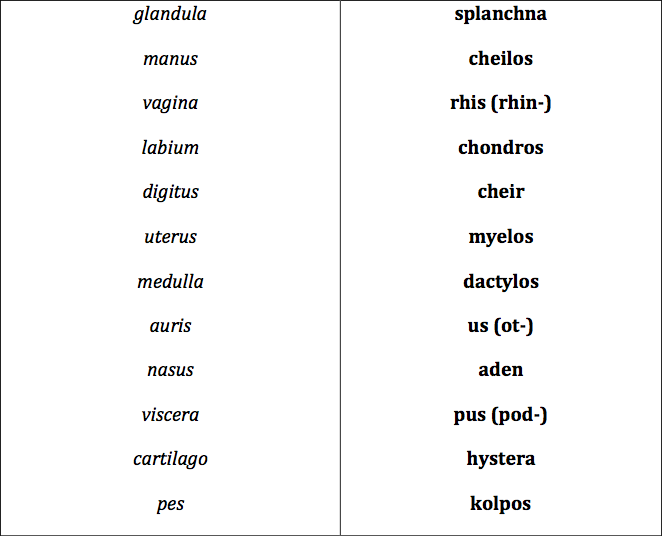 glandula splanchna
manus cheilos
vagina rhis (rhin-)
labium chondros
digitus cheir
uterus myelos
medulla dactylos
auris us (ot-)
nasus aden
viscera pus (pod-)
cartilago hystera
pes kolpos